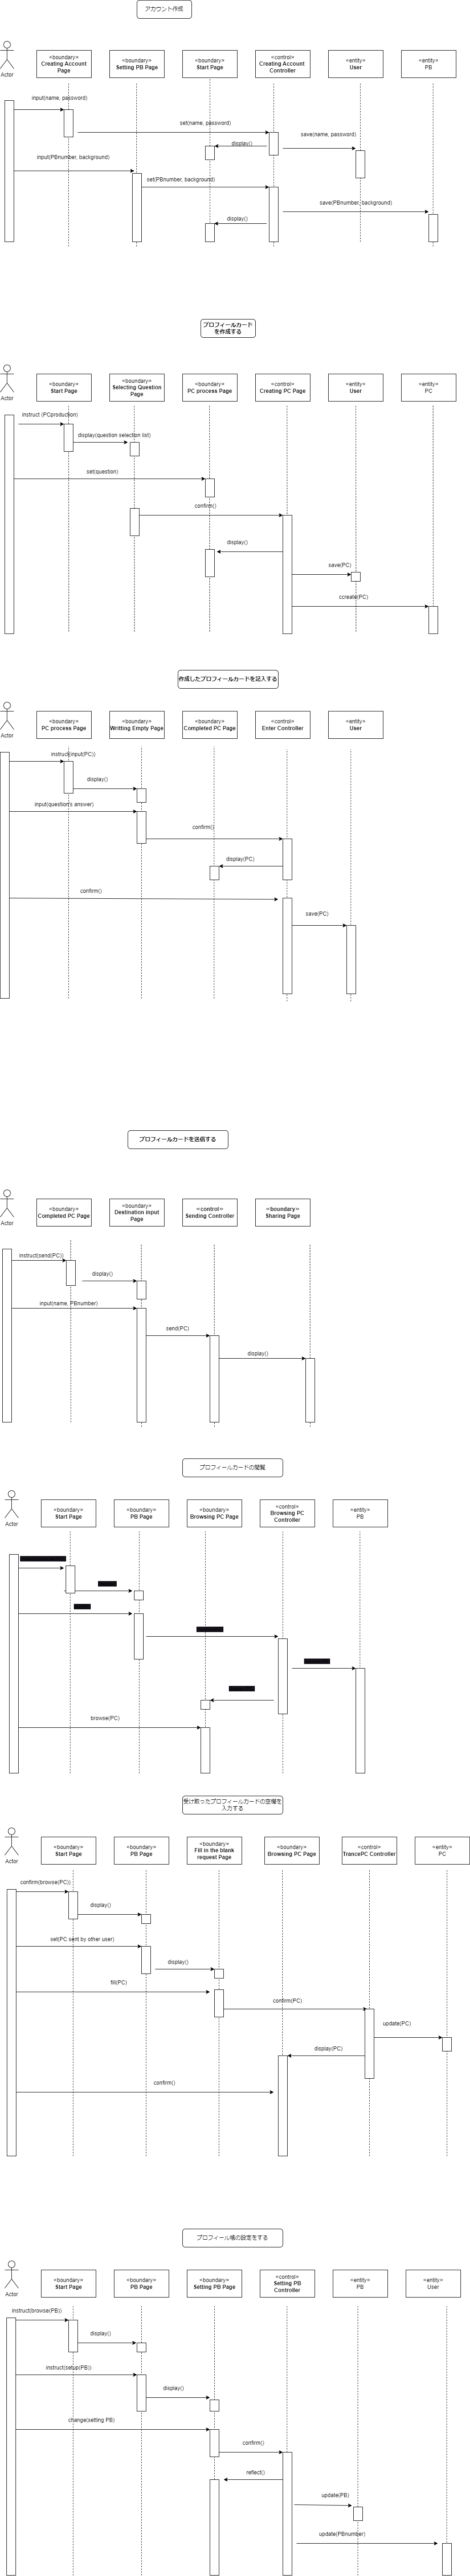 アカウント作成
Actor
«boundary»
Creating Account
Page
«boundary»
Setting PB Page
«boundary»
Start Page
«control»
Creating Account
Controller
«entity»
User
«entity»
PB
input(name, password)
set(name, password)
display()
save(name, password)
input(PBnumber, background)
set(PBnumber, background)
save(PBnumber, background)
display()
プロフィールカード
を作成する
Actor
«boundary»
Start Page
«boundary»
Selecting Question
Page
«boundary»
PC process Page
«control»
Creating PC Page
«entity»
User
«entity»
PC
instruct (PCproduction)
display(question selection list)
set(question)
confirm()
display()
save(PC)
ccreate(PC)
作成したプロフィールカードを記入する
Actor
«boundary»
PC process Page
«boundary»
Writting Empty Page
«boundary»
Completed PC Page
«control»
Enter Controller
«entity»
User
instruct(input(PC))
display()
input(question's answer)
confirm()
display(PC)
confirm()
save(PC)
プロフィールカードを送信する
Actor
«boundary»
Completed PC Page
«boundary»
Destination input
Page
«control»
Sending Controller
«boundary»
Sharing Page
instruct(send(PC))
display()
input(name, PBnumber)
send(PC)
display()
プロフィールカードの閲覧
Actor
«boundary»
Start Page
«boundary»
PB Page
«boundary»
Browsing PC Page
«control»
Browsing PC
Controller
«entity»
PB
browse(PC)
受け取ったプロフィールカードの空欄を
入力する
Actor
«boundary»
Start Page
«boundary»
PB Page
«boundary»
Fill in the blank
request Page
«boundary»
Browsing PC Page
«control»
TrancePC Controller
«entity»
PC
confirm(browse(PC))
display()
set(PC sent by other user)
display()
fill(PC)
confirm(PC)
update(PC)
display(PC)
confirm()
プロフィール帳の設定をする
Actor
«boundary»
Start Page
«boundary»
PB Page
«boundary»
Setting PB Page
«control»
Setting PB
Controller
«entity»
PB
«entity»
User
instruct(browse(PB))
display()
instruct(setup(PB))
display()
change(setting PB)
confirm()
reflect()
update(PB)
update(PBnumber)